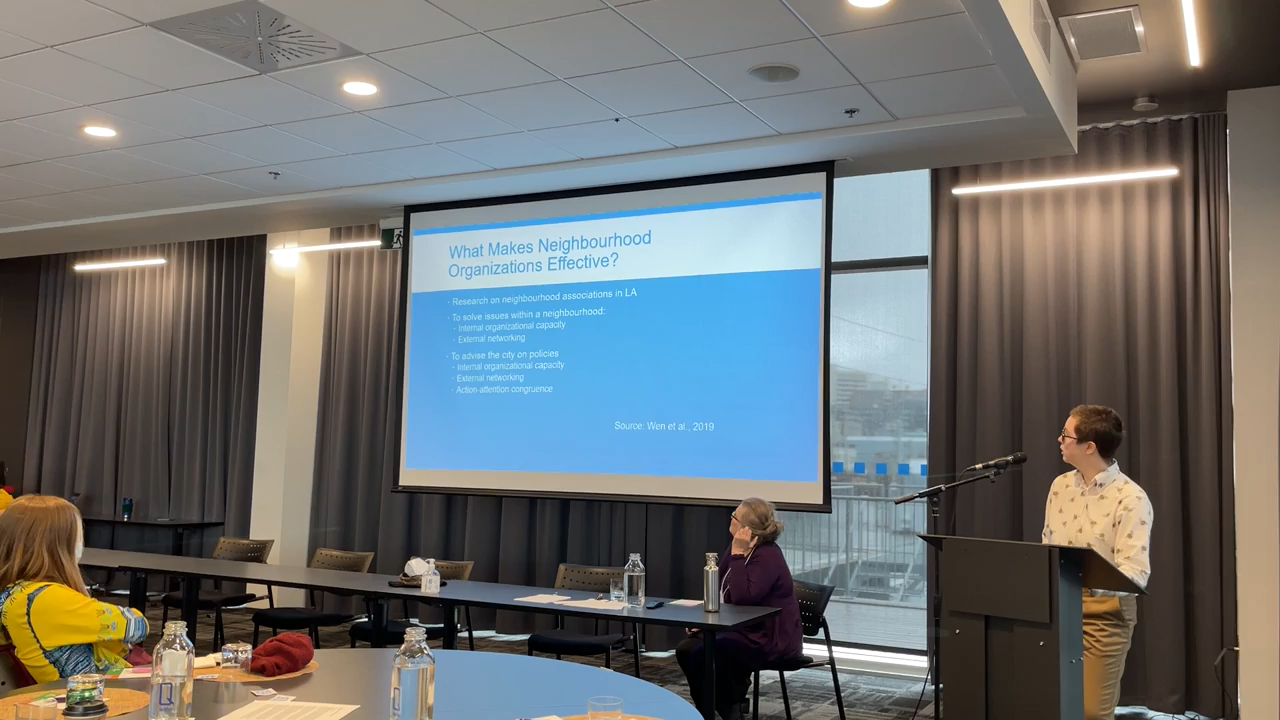 What Makes Neighbourhood
Organizations Effective?
- Research on neighbourhood associations in LA
- To solve issues within a neighbourhood:
- Internal organizational capacity
- External networking
- To advise the city on policies
- Internal organizational capacity
- External networking
- Action-attention congruence
Source: Wen et al., 2019